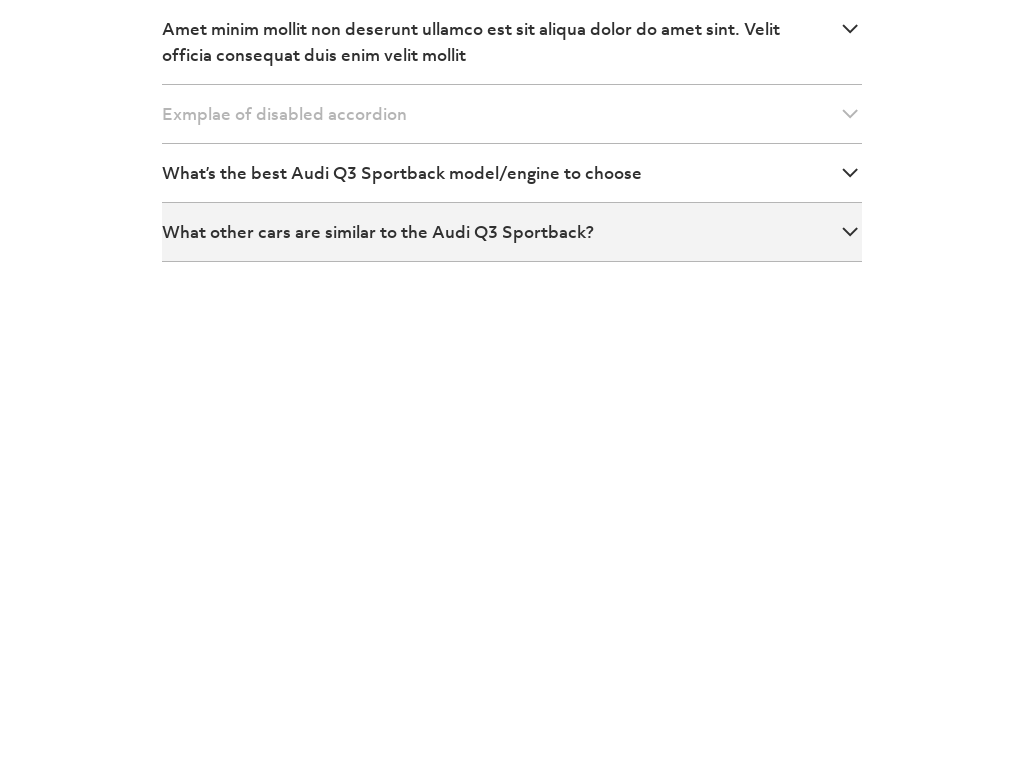 Amet minim mollit non deserunt ullamco est sit aliqua dolor do amet sint. Velit
officia consequat duis enim velit mollit
Exmplae of disabled accordion
What's the best Audi Q3 Sportback model/engine to choose
What other cars are similar to the Audi Q3 Sportback?